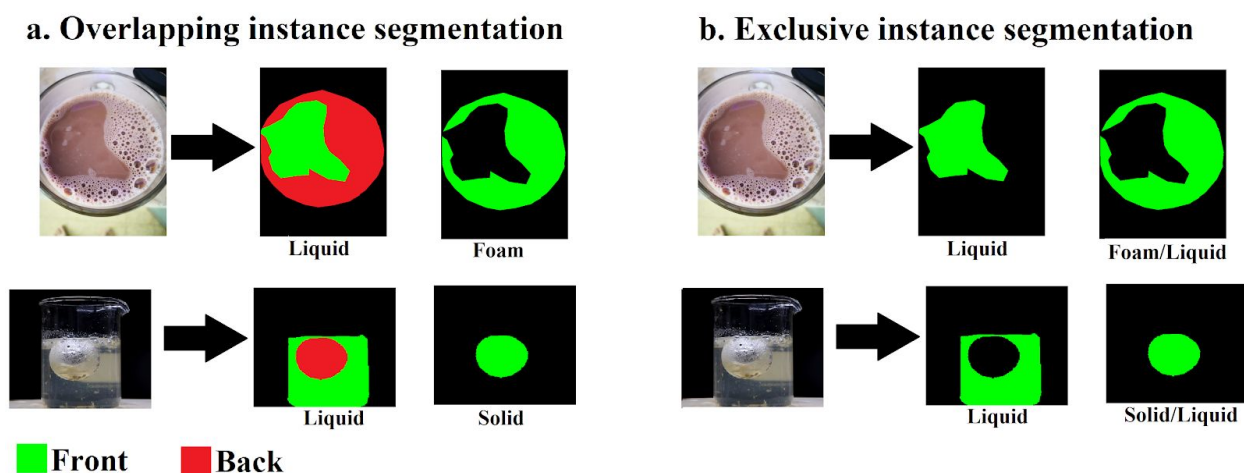 a. Overlapping instance segmentation
b. Exclusive instance segmentation
Liquid
Foam
Liquid
Foam/Liquid
Liquid
Solid
Liquid
Solid/Liquid
Front
Back